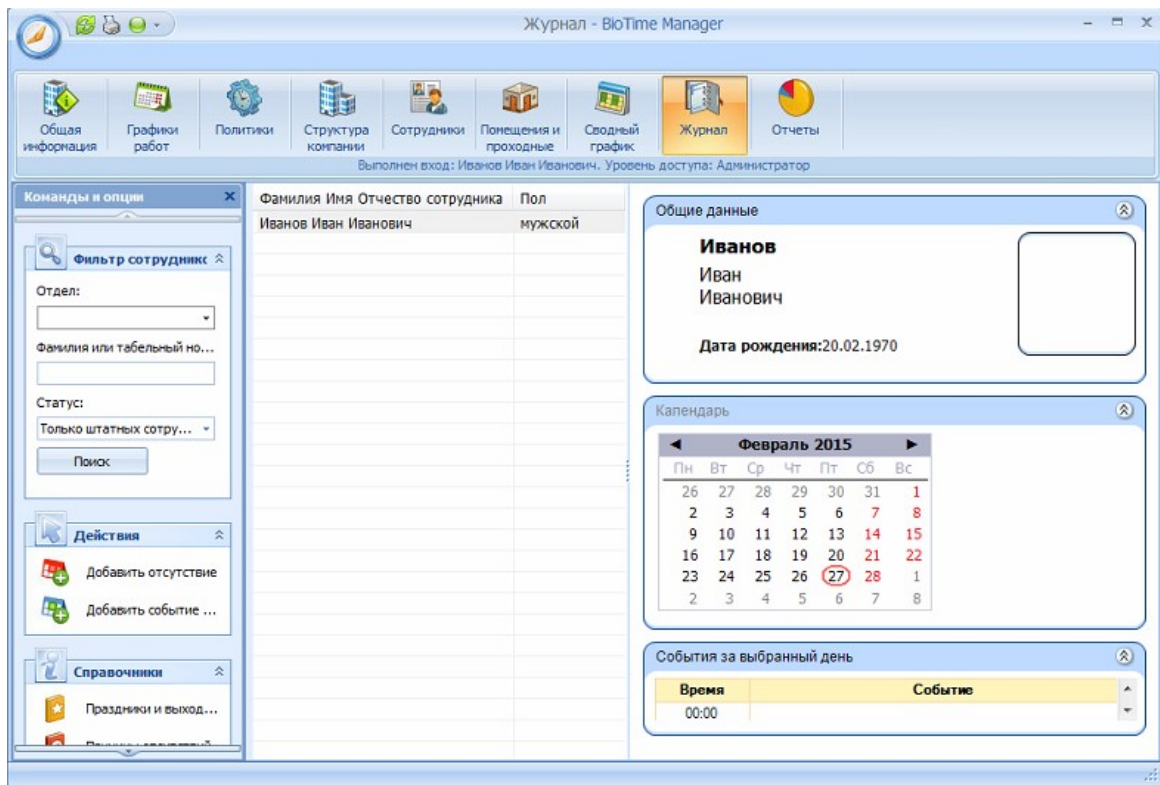 Журнал - BioTime Manager
Общая информация
Графики работ
Политики
Структура компании
Сотрудники
Помещения и проходные
Сводный график
Журнал
Отчеты
Выполнен вход: Иванов Иван Иванович. Уровень доступа: Администратор
Команды и опции
Фильтр сотрудникс
Отдел:
Фамилия или табельный но...
Статус:
Только штатных сотру...
Поиск
Действия
Добавить отсутствие
Добавить событие ...
Справочники
Праздники и выход...
Фамилия Имя Отчество сотрудника Пол
Иванов Иван Иванович мужской
Общие данные
Иванов
Иван
Иванович
Дата рождения:20.02.1970
Календарь
Февраль 2015
Пн Вт Ср Чт Пт Сб Вс
26 27 28 29 30 31 1
2 3 4 5 6 7 8
9 10 11 12 13 14 15
16 17 18 19 20 21 22
23 24 25 26 27 28 1
2 3 4 5 6 7 8
События за выбранный день
Время Событие
00:00